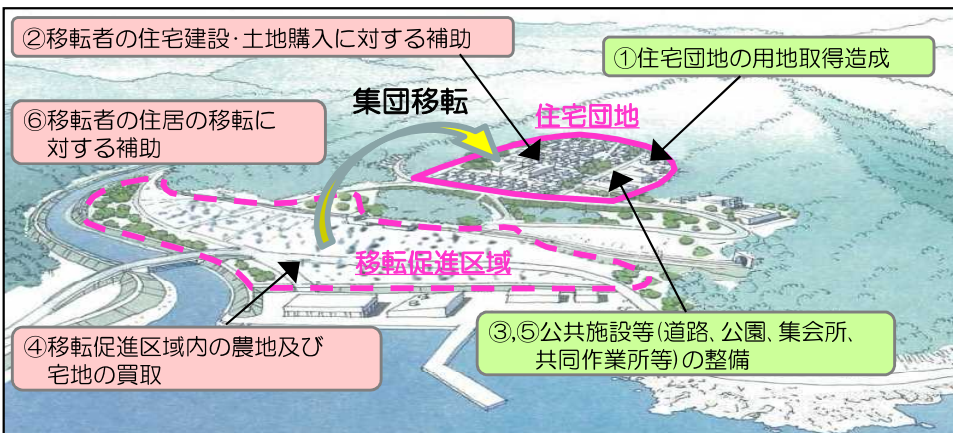 ②移転者の住宅建設・土地購入に対する補助
①住宅団地の用地取得造成
集団移転
住宅団地
⑥移転者の住居の移転に
対する補助
移転促進区域
④移転促進区域内の農地及び
宅地の買取
③,⑤公共施設等(道路、公園、集会所、
共同作業所等)の整備